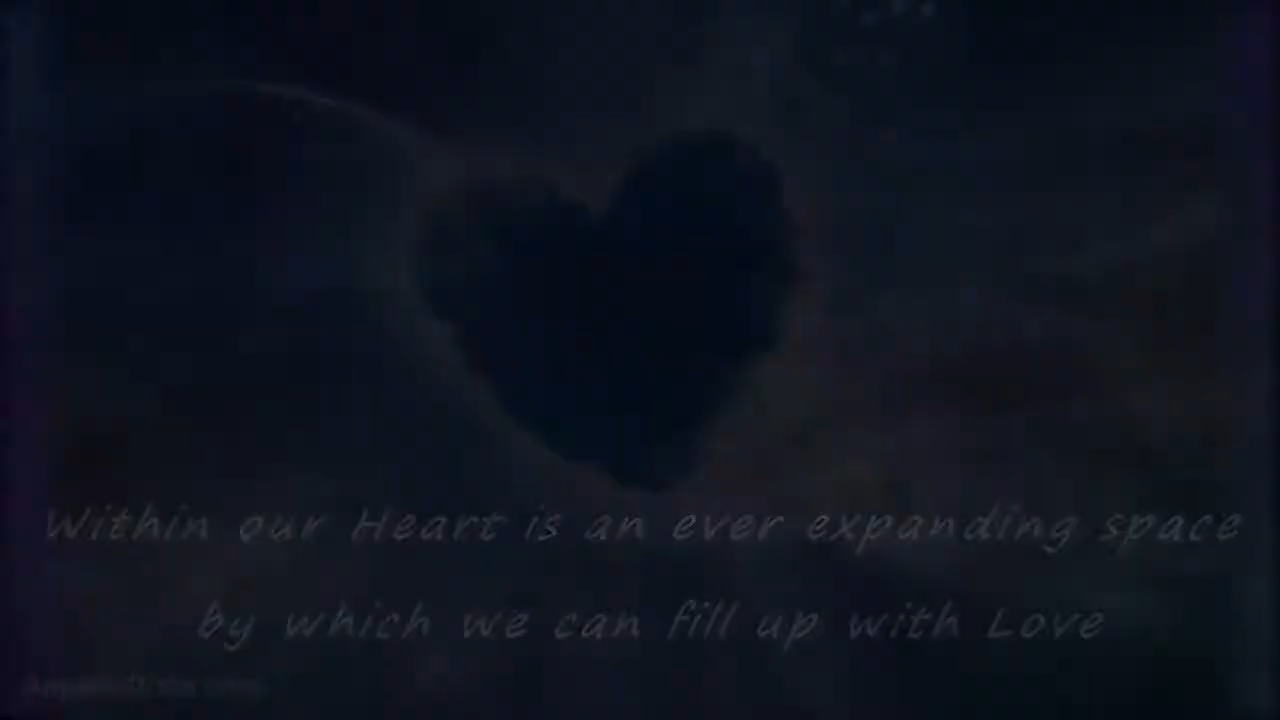 Within our Heart is an ever expanding space
by which we can fill up with Love